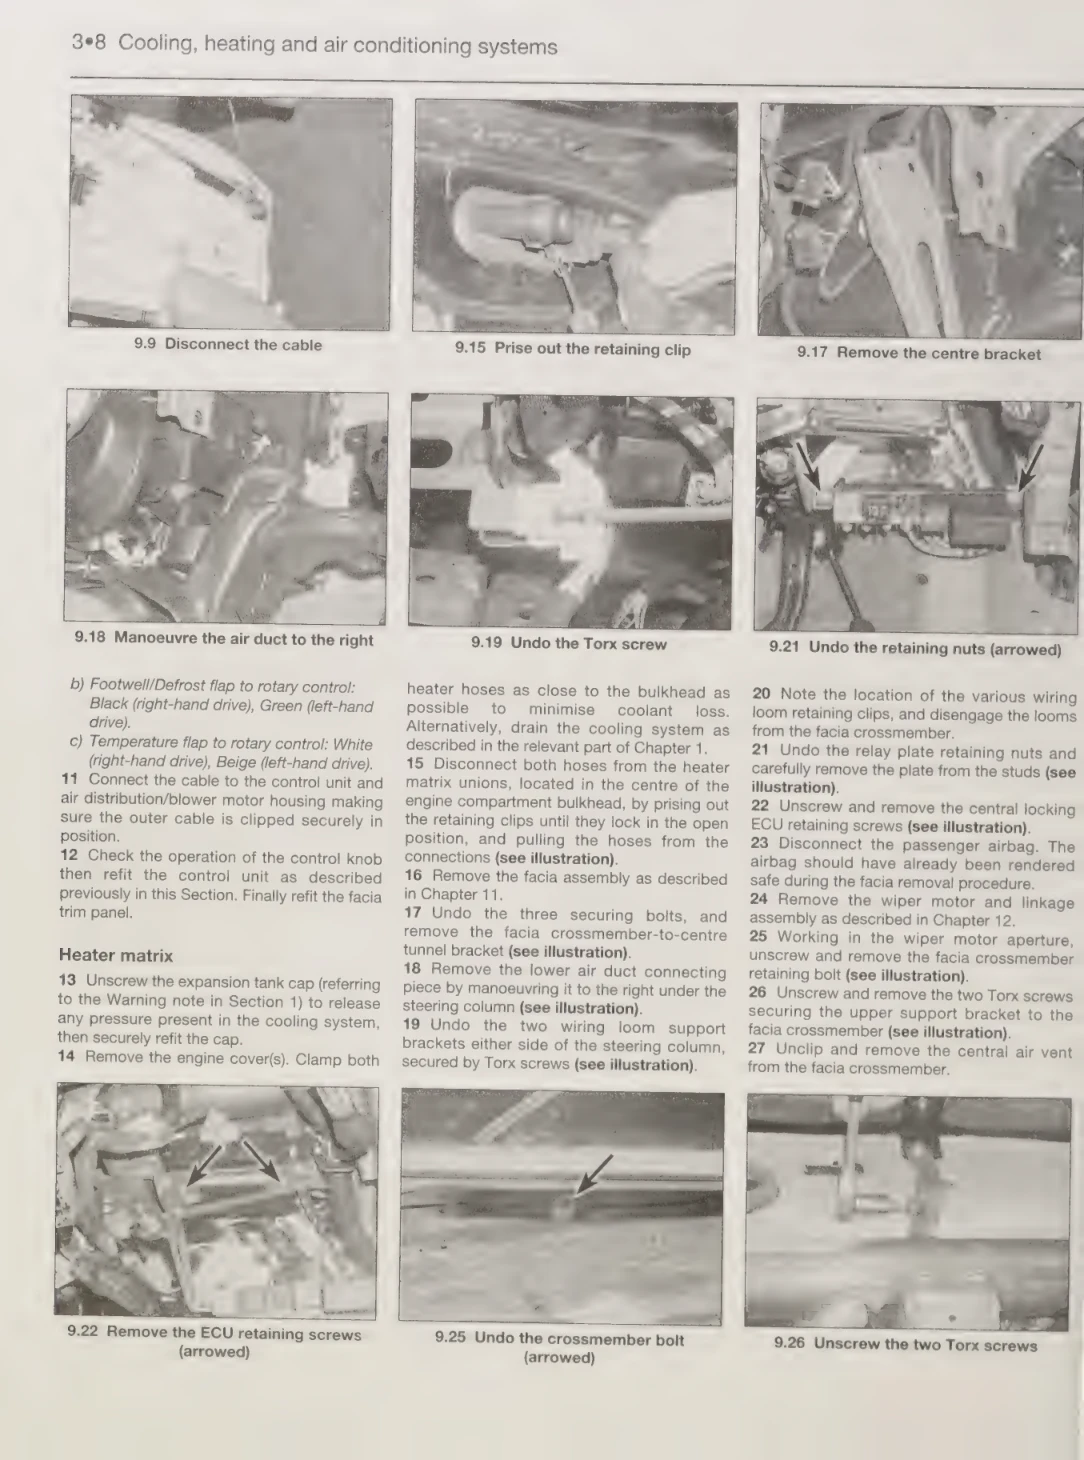 3•8 Cooling, heating and air conditioning systems
9.9 Disconnect the cable
9.15 Prise out the retaining clip
9.17 Remove the centre bracket
9.18 Manoeuvre the air duct to the right
9.19 Undo the Torx screw
9.21 Undo the retaining nuts (arrowed)
b) Footwell/Defrost flap to rotary control:
Black (right-hand drive), Green (left-hand
drive).
c) Temperature flap to rotary control: White
(right-hand drive), Beige (left-hand drive).
11 Connect the cable to the control unit and
air distribution/blower motor housing making
sure the outer cable is clipped securely in
position.
12 Check the operation of the control knob
then refit the control unit as described
previously in this Section. Finally refit the facia
trim panel.
Heater matrix
13 Unscrew the expansion tank cap (referring
to the Warning note in Section 1) to release
any pressure present in the cooling system,
then securely refit the cap.
14 Remove the engine cover(s). Clamp both
heater hoses as close to the bulkhead as
possible to minimise coolant loss.
Alternatively, drain the cooling system as
described in the relevant part of Chapter 1.
15 Disconnect both hoses from the heater
matrix unions, located in the centre of the
engine compartment bulkhead, by prising out
the retaining clips until they lock in the open
position, and pulling the hoses from the
connections (see illustration).
16 Remove the facia assembly as described
in Chapter 11.
17 Undo the three securing bolts, and
remove the facia crossmember-to-centre
tunnel bracket (see illustration).
18 Remove the lower air duct connecting
piece by manoeuvring it to the right under the
steering column (see illustration).
19 Undo the two wiring loom support
brackets either side of the steering column,
secured by Torx screws (see illustration).
20 Note the location of the various wiring
loom retaining clips, and disengage the looms
from the facia crossmember.
21 Undo the relay plate retaining nuts and
carefully remove the plate from the studs (see
illustration).
22 Unscrew and remove the central locking
ECU retaining screws (see illustration).
23 Disconnect the passenger airbag. The
airbag should have already been rendered
safe during the facia removal procedure.
24 Remove the wiper motor and linkage
assembly as described in Chapter 12.
25 Working in the wiper motor aperture,
unscrew and remove the facia crossmember
retaining bolt (see illustration).
26 Unscrew and remove the two Torx screws
securing the upper support bracket to the
facia crossmember (see illustration).
27 Unclip and remove the central air vent
from the facia crossmember.
9.22 Remove the ECU retaining screws
(arrowed)
9.25 Undo the crossmember bolt
(arrowed)
9.26 Unscrew the two Torx screws